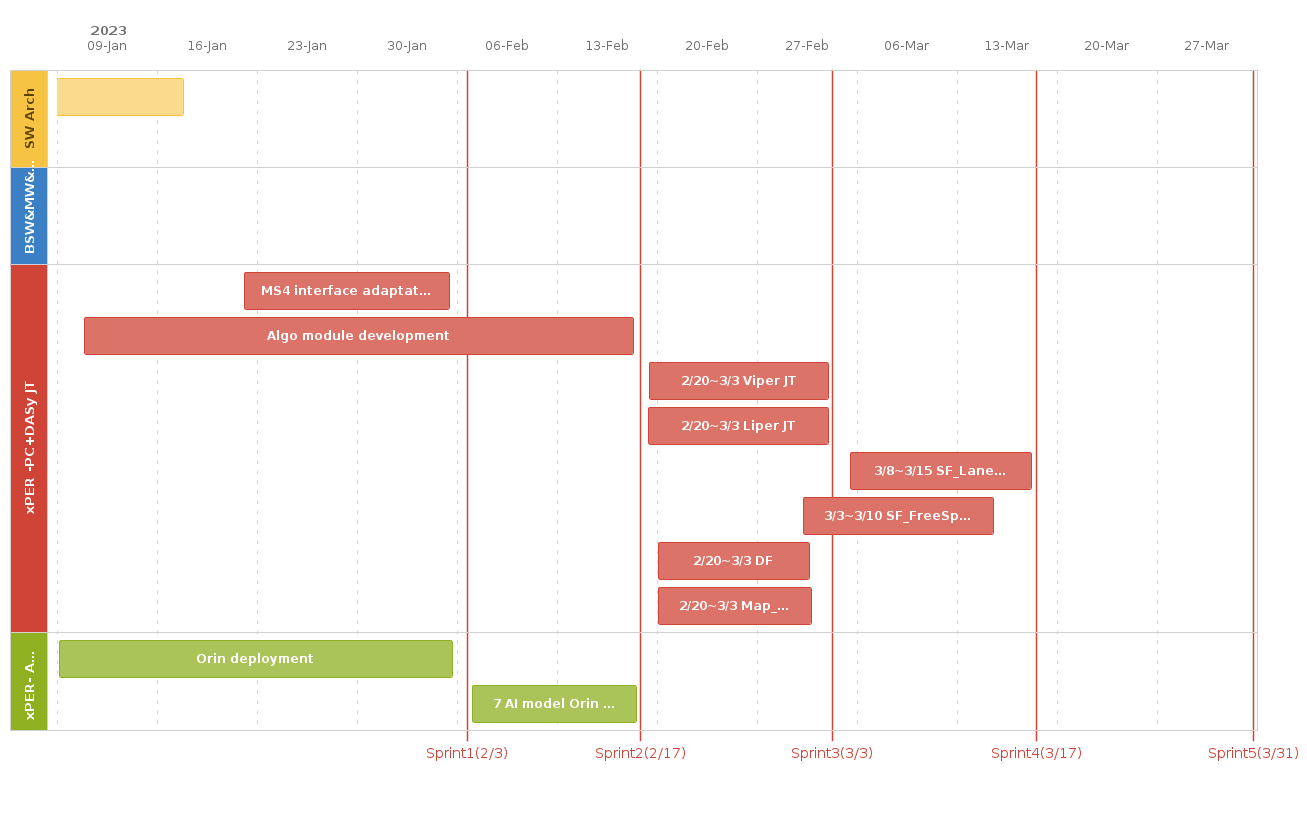 2023
09-Jan 16-Jan 23-Jan 30-Jan 06-Feb 13-Feb 20-Feb 27-Feb 06-Mar 13-Mar 20-Mar 27-Mar
SW Arch
BSW&MW&...
xPER -PC+DASy JT
MS4 interface adaptat...
Algo module development
2/20~3/3 Viper JT
2/20~3/3 Liper JT
3/8~3/15 SF_Lane...
3/3~3/10 SF_FreeSp...
2/20~3/3 DF
2/20~3/3 Map_...
xPER- A...
Orin deployment
7 AI model Orin ...
Sprint1(2/3) Sprint2(2/17) Sprint3(3/3) Sprint4(3/17) Sprint5(3/31)